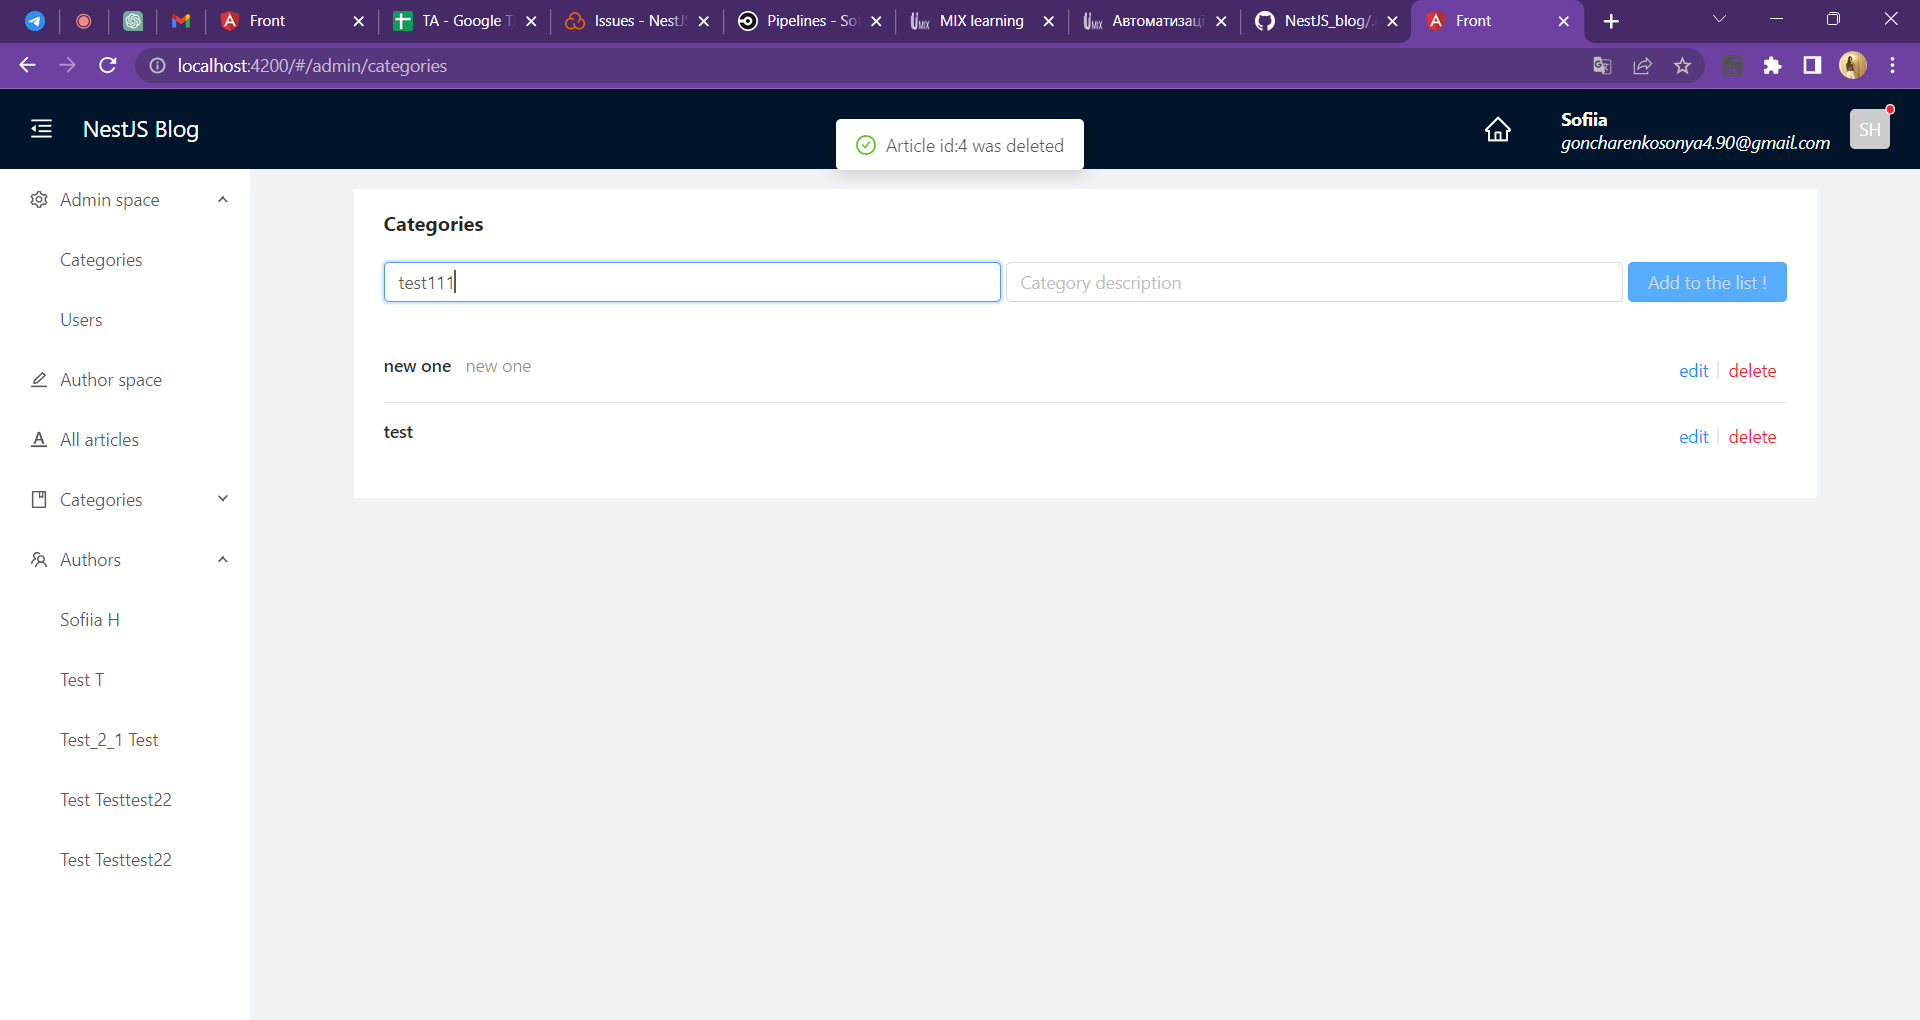 Front
TA - Google T
Issues - NestJS
Pipelines - So
MIX learning
Автоматизац
NestJS_blog/.
Front
localhost:4200/#/admin/categories
NestJS Blog
Article id:4 was deleted
Sofiia
goncharenkosonya4.90@gmail.com
SH
Admin space
Categories
Users
Author space
All articles
Categories
Authors
Sofiia H
Test T
Test_2_1 Test
Test Testtest22
Test Testtest22
Categories
test111
Category description
Add to the list !
new one new one
edit delete
test
edit delete